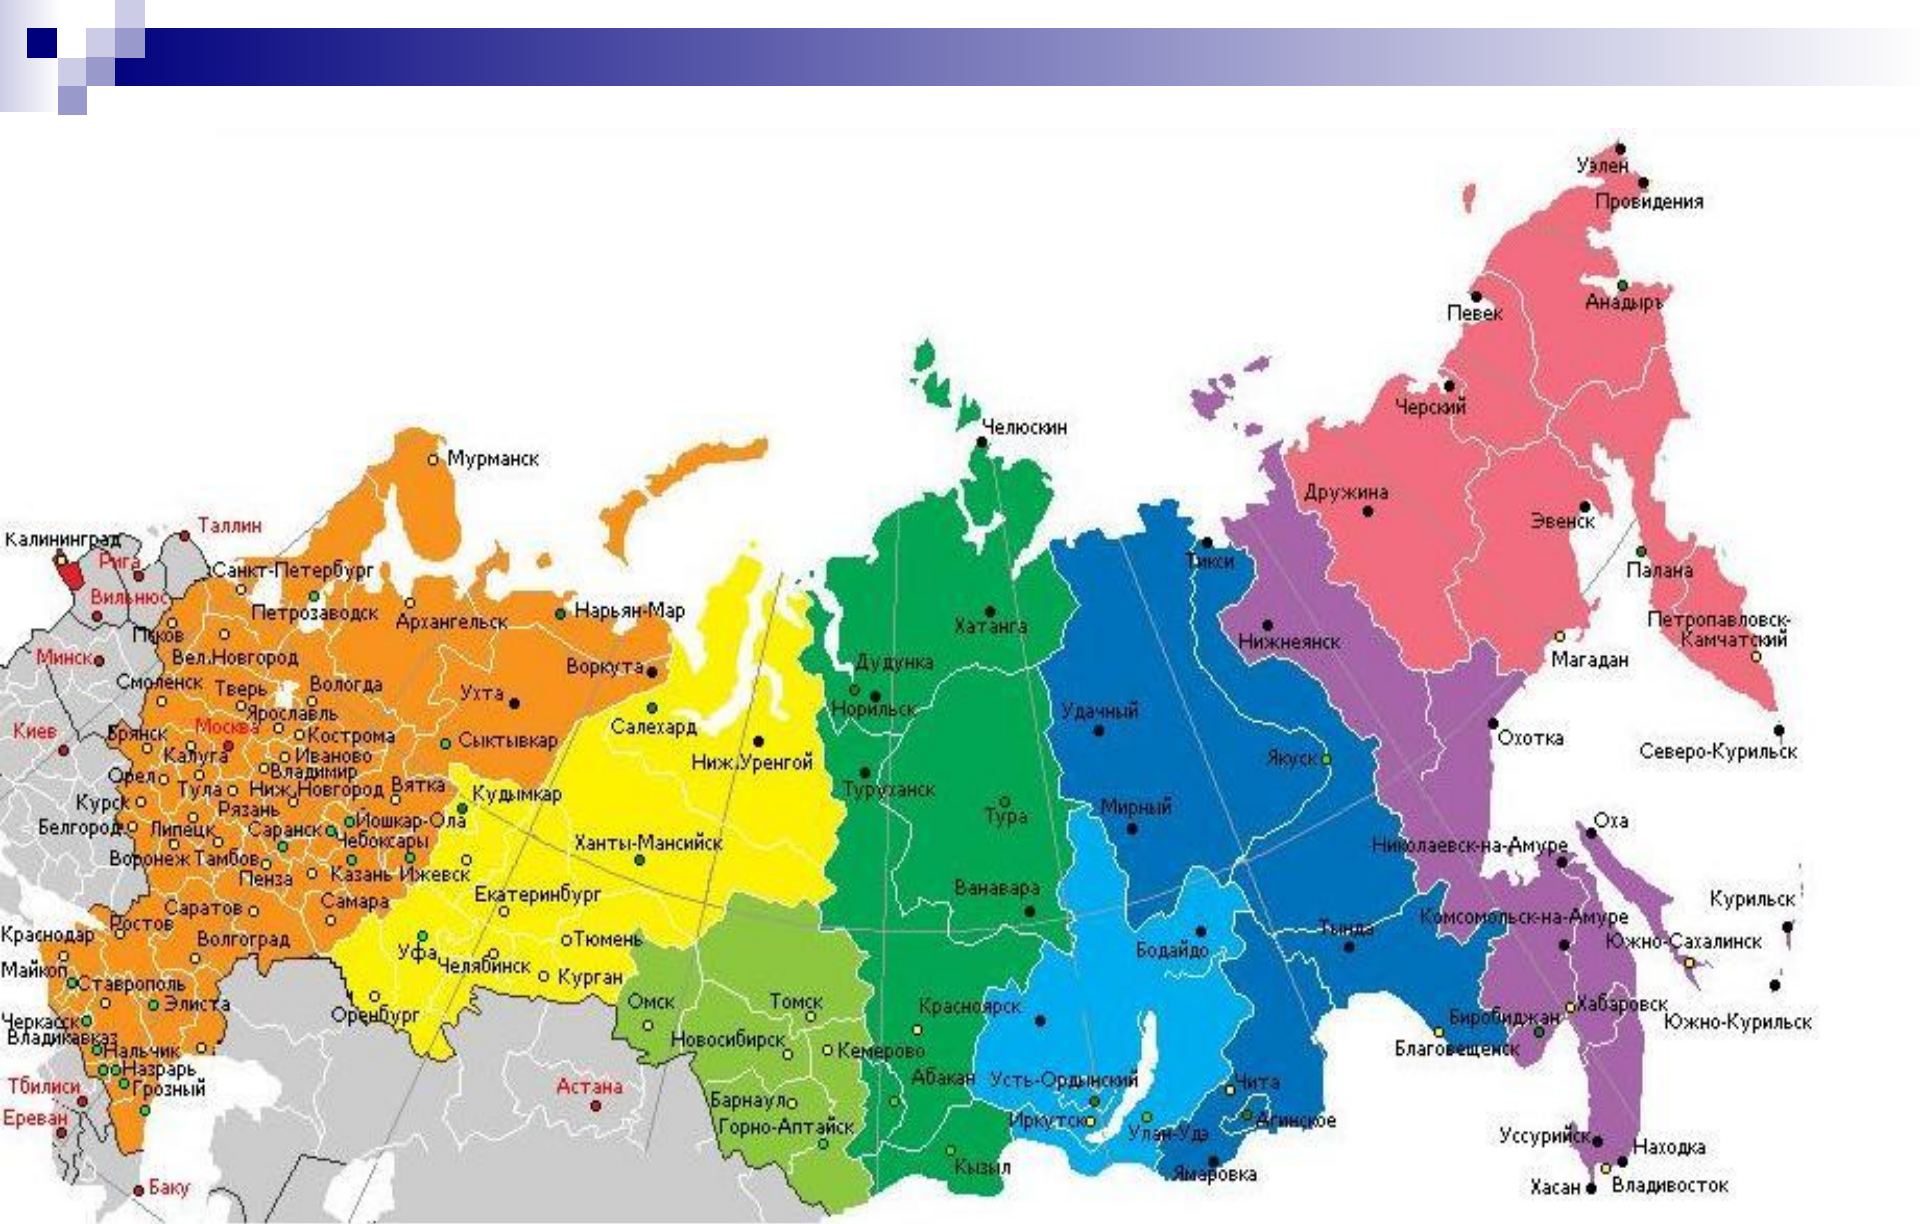 Уэлен
Провидения
Анадырь
Певек
Черский
Челюскин
Мурманск
Дружина
Эвенск
Таллин
Калининград
Рига
Тикси
Санкт-Петербург
Палана
Вильнюс
Петрозаводск
Архангельск
Нарьян-Мар
Хатанга
Петропавловск-
Камчатский
Псков
Нижнеянск
Минск
Вел.Новгород
Воркута
Дудунка
Магадан
Смоленск
Тверь
Вологда
Ухта
Норильск
Удачный
Ярославль
Салехард
Киев
Брянск
Москва
Кострома
Сыктывкар
Охотка
Северо-Курильск
Калуга
Иваново
Ниж.Уренгой
Якуск
Владимир
Орел
Тула
Ниж.Новгород
Вятка
Кудымкар
Туруханск
Курск
Рязань
Тура
Мирный
Оха
Белгород
Липецк
Саранск
Йошкар-Ола
Чебоксары
Ханты-Мансийск
Николаевск-на-Амуре
Воронеж
Тамбов
Пенза
Казань
Ижевск
Екатеринбург
Ванавара
Курильск
Саратов
Самара
Комсомольск-на-Амуре
Краснодар
Ростов
Волгоград
Тюмень
Тында
Южно-Сахалинск
Уфа
Челябинск
Бодайдо
Майкоп
Курган
Ставрополь
Элиста
Оренбург
Омск
Томск
Красноярск
Хабаровск
Черкасск
Биробиджан
Южно-Курильск
Владикавказ
Новосибирск
Нальчик
Кемерово
Благовещенск
Назрарь
Тбилиси
Грозный
Астана
Абакан
Усть-Ордынский
Чита
Барнаул
Ереван
Горно-Аптайск
Иркутск
Улан-Удэ
Агинское
Уссурийск
Находка
Кызыл
Ямаровка
Баку
Хасан
Владивосток